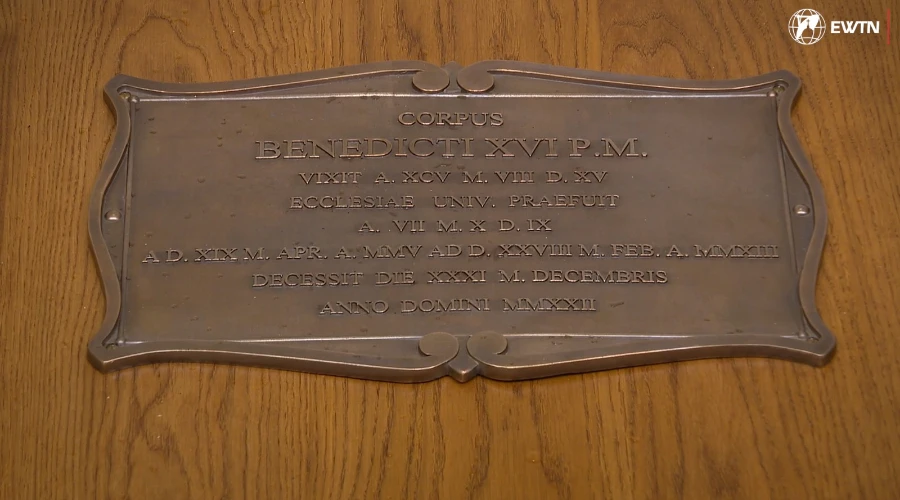 EWTN
CORPUS
BENEDICTI XVI P.M.
VIXIT A. XCV M. VIII D. XV
ECCLESIAE UNIV. PRAEFUIT
A. VII M. X D. IX
A D. XIX M. APR. A. MMV AD D. XXVIII M. FEB. A. MMXIII
DECESSIT DIE XXXI M. DECEMBRIS
ANNO DOMINI MMXXII